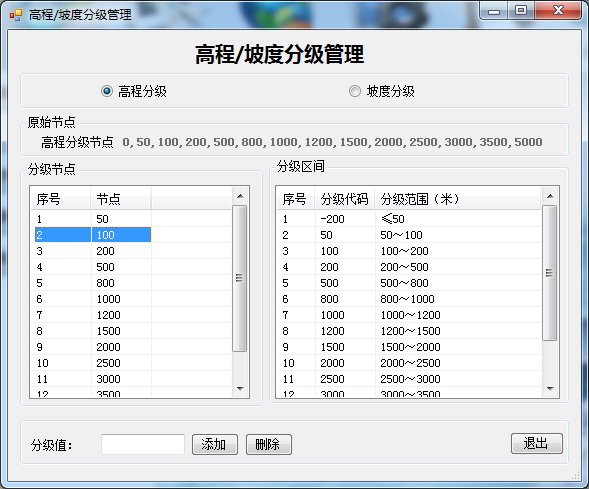 高程/坡度分级管理
高程/坡度分级管理
高程分级 坡度分级
原始节点
高程分级节点 0,50,100,200,500,800,1000,1200,1500,2000,2500,3000,3500,5000
分级节点
序号 节点
1 50
2 100
3 200
4 500
5 800
6 1000
7 1200
8 1500
9 2000
10 2500
11 3000
12 3500
分级区间
序号 分级代码 分级范围（米）
1 -200 ≤50
2 50 50～100
3 100 100～200
4 200 200～500
5 500 500～800
6 800 800～1000
7 1000 1000～1200
8 1200 1200～1500
9 1500 1500～2000
10 2000 2000～2500
11 2500 2500～3000
12 3000 3000～3500
分级值: 添加 删除 退出